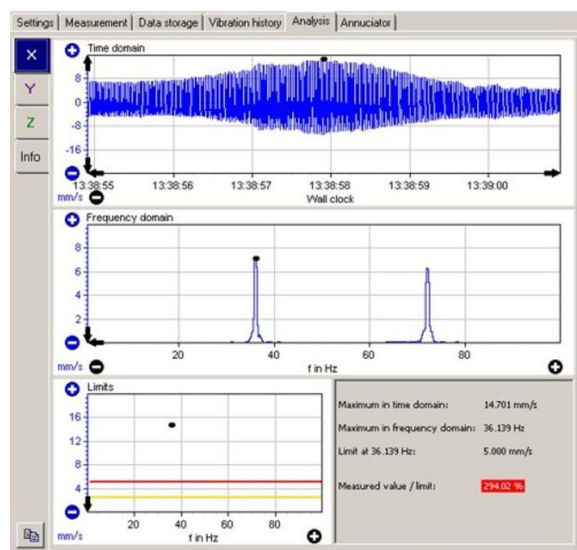 Settings Measurement Data storage Vibration history Analysis Annuciator
X
Y
Z
Info
Time domain
8
0
-8
-16
13:38:55 13:38:56 13:38:57 13:38:58 13:38:59 13:39:00
mm/s Wall clock
Frequency domain
8
6
4
2
20 40 60 80
mm/s f in Hz
Limits
16
12
8
4
20 40 60 80
mm/s f in Hz
Maximum in time domain: 14.701 mm/s
Maximum in frequency domain: 36.139 Hz
Limit at 36.139 Hz: 5.000 mm/s
Measured value / limit: 294.02 %